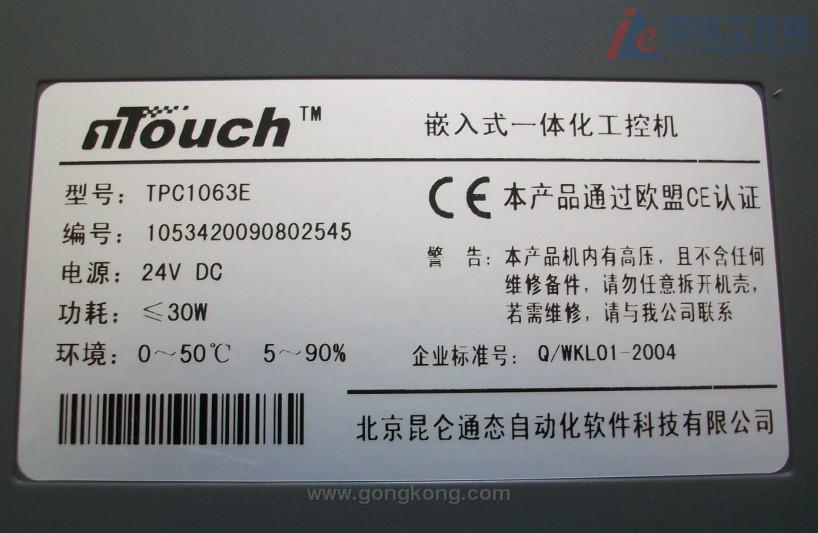 nTouch™ 嵌入式一体化工控机
型号: TPC1063E
编号: 1053420090802545
电源: 24V DC
功耗: ≤30W
环境: 0~50℃ 5~90%
CE 本产品通过欧盟CE认证
警 告: 本产品机内有高压, 且不含任何
维修备件, 请勿任意拆开机壳,
若需维修, 请与我公司联系
企业标准号: Q/WKL01-2004
北京昆仑通态自动化软件科技有限公司
www.gongkong.com